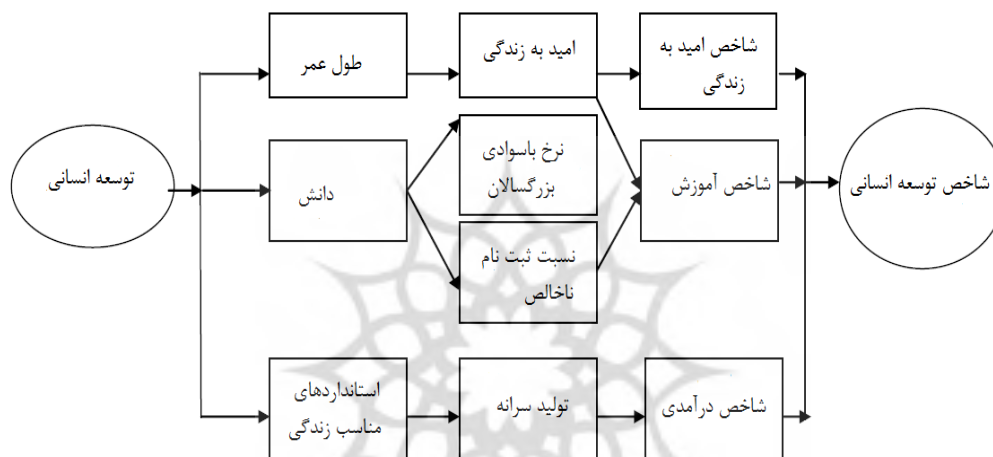 توسعه انسانی
طول عمر
امید به زندگی
شاخص امید به
زندگی
دانش
نرخ باسوادی
بزرگسالان
نسبت ثبت نام
ناخالص
شاخص آموزش
استانداردهای
مناسب زندگی
تولید سرانه
شاخص درآمدی
شاخص توسعه انسانی